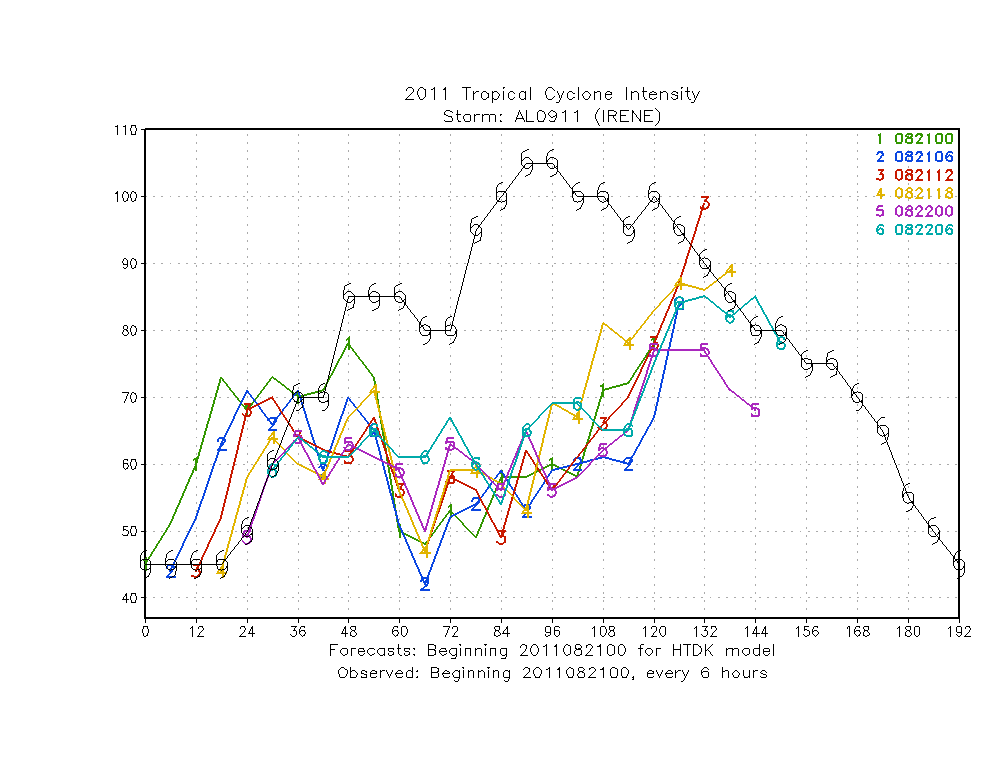 2011 Tropical Cyclone Intensity
Storm: AL0911 (IRENE)
110
100
90
80
70
60
50
40
1 082100
2 082106
3 082112
4 082118
5 082200
6 082206
0 12 24 36 48 60 72 84 96 108 120 132 144 156 168 180 192
Forecasts: Beginning 2011082100 for HTDK model
Observed: Beginning 2011082100, every 6 hours